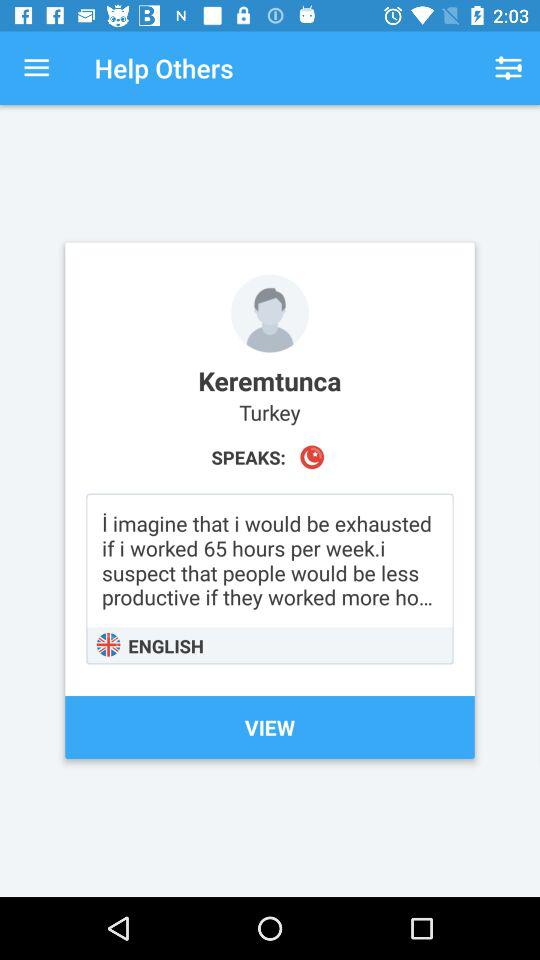 2:03
Help Others
Keremtunca
Turkey
SPEAKS:
İ imagine that i would be exhausted
if i worked 65 hours per week.i
suspect that people would be less
productive if they worked more ho…
ENGLISH
VIEW